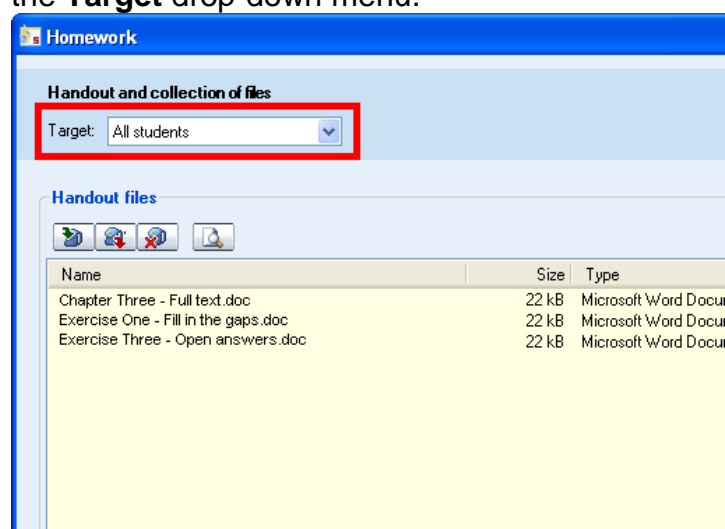 the Target drop-down menu.
Homework
Handout and collection of files
Target: All students
Handout files
Name Size Type
Chapter Three - Full text.doc 22 kB Microsoft Word Docu
Exercise One - Fill in the gaps.doc 22 kB Microsoft Word Docu
Exercise Three - Open answers.doc 22 kB Microsoft Word Docu